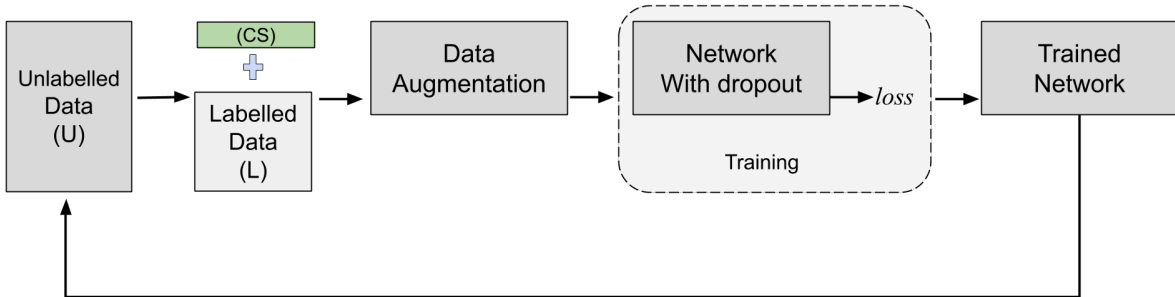 Unlabelled
Data
(U)
(CS)
Labelled
Data
(L)
Data
Augmentation
Network
With dropout
loss
Training
Trained
Network